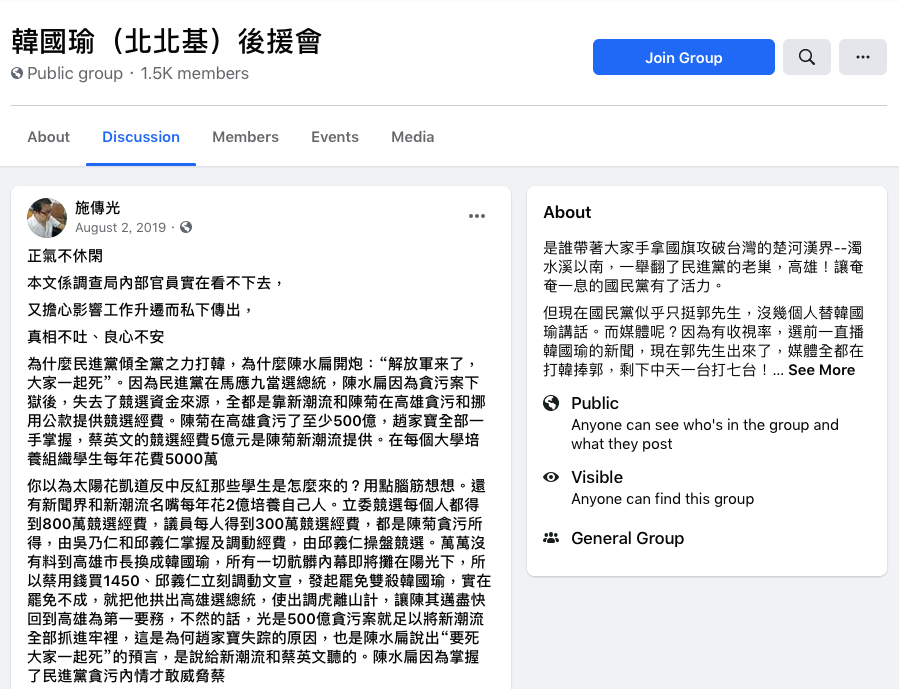 韓國瑜（北北基）後援會
Public group · 1.5K members
Join Group
About
Discussion
Members
Events
Media
施傳光
August 2, 2019 ·
正氣不休閑
本文係調查局內部官員實在看不下去，
又擔心影響工作升遷而私下傳出，
真相不吐、良心不安
為什麼民進黨傾全黨之力打韓，為什麼陳水扁開炮：“解放軍来了，
大家一起死”。因為民進黨在馬應九當選總統，陳水扁因為貪污案下
獄後，失去了競選資金來源，全都是靠新潮流和陳菊在高雄貪污和挪
用公款提供競選經費。陳菊在高雄貪污了至少500億，趙家寶全部一
手掌握，蔡英文的競選經費5億元是陳菊新潮流提供。在每個大學培
養組織學生每年花費5000萬
你以為太陽花凱道反中反紅那些學生是怎麼來的？用點腦筋想想。還
有新聞界和新潮流名嘴每年花2億培養自己人。立委競選每個人都得
到800萬競選經費，議員每人得到300萬競選經費，都是陳菊貪污所
得，由吳乃仁和邱義仁掌握及調動經費，由邱義仁操盤競選。萬萬沒
有料到高雄市長換成韓國瑜，所有一切骯髒內幕即將攤在陽光下，所
以蔡用錢買1450、邱義仁立刻調動文宣，發起罷免雙殺韓國瑜，實在
罷免不成，就把他拱出高雄選總統，使出調虎離山計，讓陳其邁盡快
回到高雄為第一要務，不然的話，光是500億貪污案就足以將新潮流
全部抓進牢裡，這是為何趙家寶失踪的原因，也是陳水扁說出“要死
大家一起死”的預言，是說給新潮流和蔡英文聽的。陳水扁因為掌握
了民進黨貪污內情才敢威脅蔡
About
是誰帶著大家手拿國旗攻破台灣的楚河漢界--濁
水溪以南，一舉翻了民進黨的老巢，高雄！讓奄
奄一息的國民黨有了活力。
但現在國民黨似乎只挺郭先生，沒幾個人替韓國
瑜講話。而媒體呢？因為有收視率，選前一直播
韓國瑜的新聞，現在郭先生出來了，媒體全都在
打韓捧郭，剩下中天一台打七台！... See More
Public
Anyone can see who's in the group and
what they post
Visible
Anyone can find this group
General Group